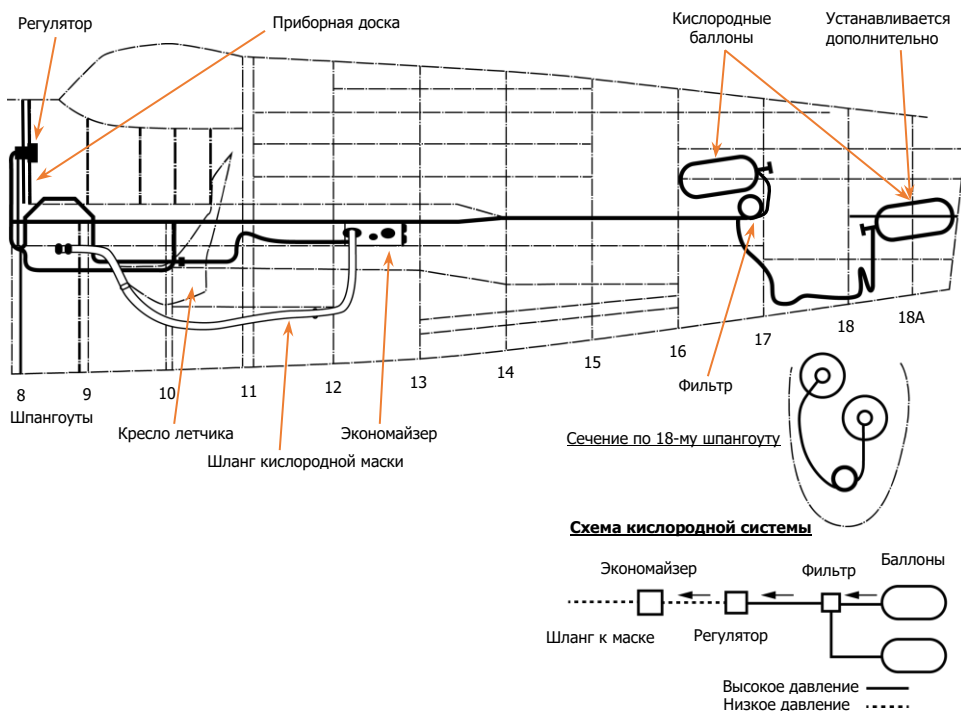 Регулятор
Приборная доска
Кислородные
баллоны
Устанавливается
дополнительно
8
9
10
11
12
13
14
15
16
17
18
18А
Шпангоуты
Кресло летчика
Шланг кислородной маски
Экономайзер
Фильтр
Сечение по 18-му шпангоуту
Схема кислородной системы
Экономайзер
Фильтр
Баллоны
Шланг к маске
Регулятор
Высокое давление
Низкое давление